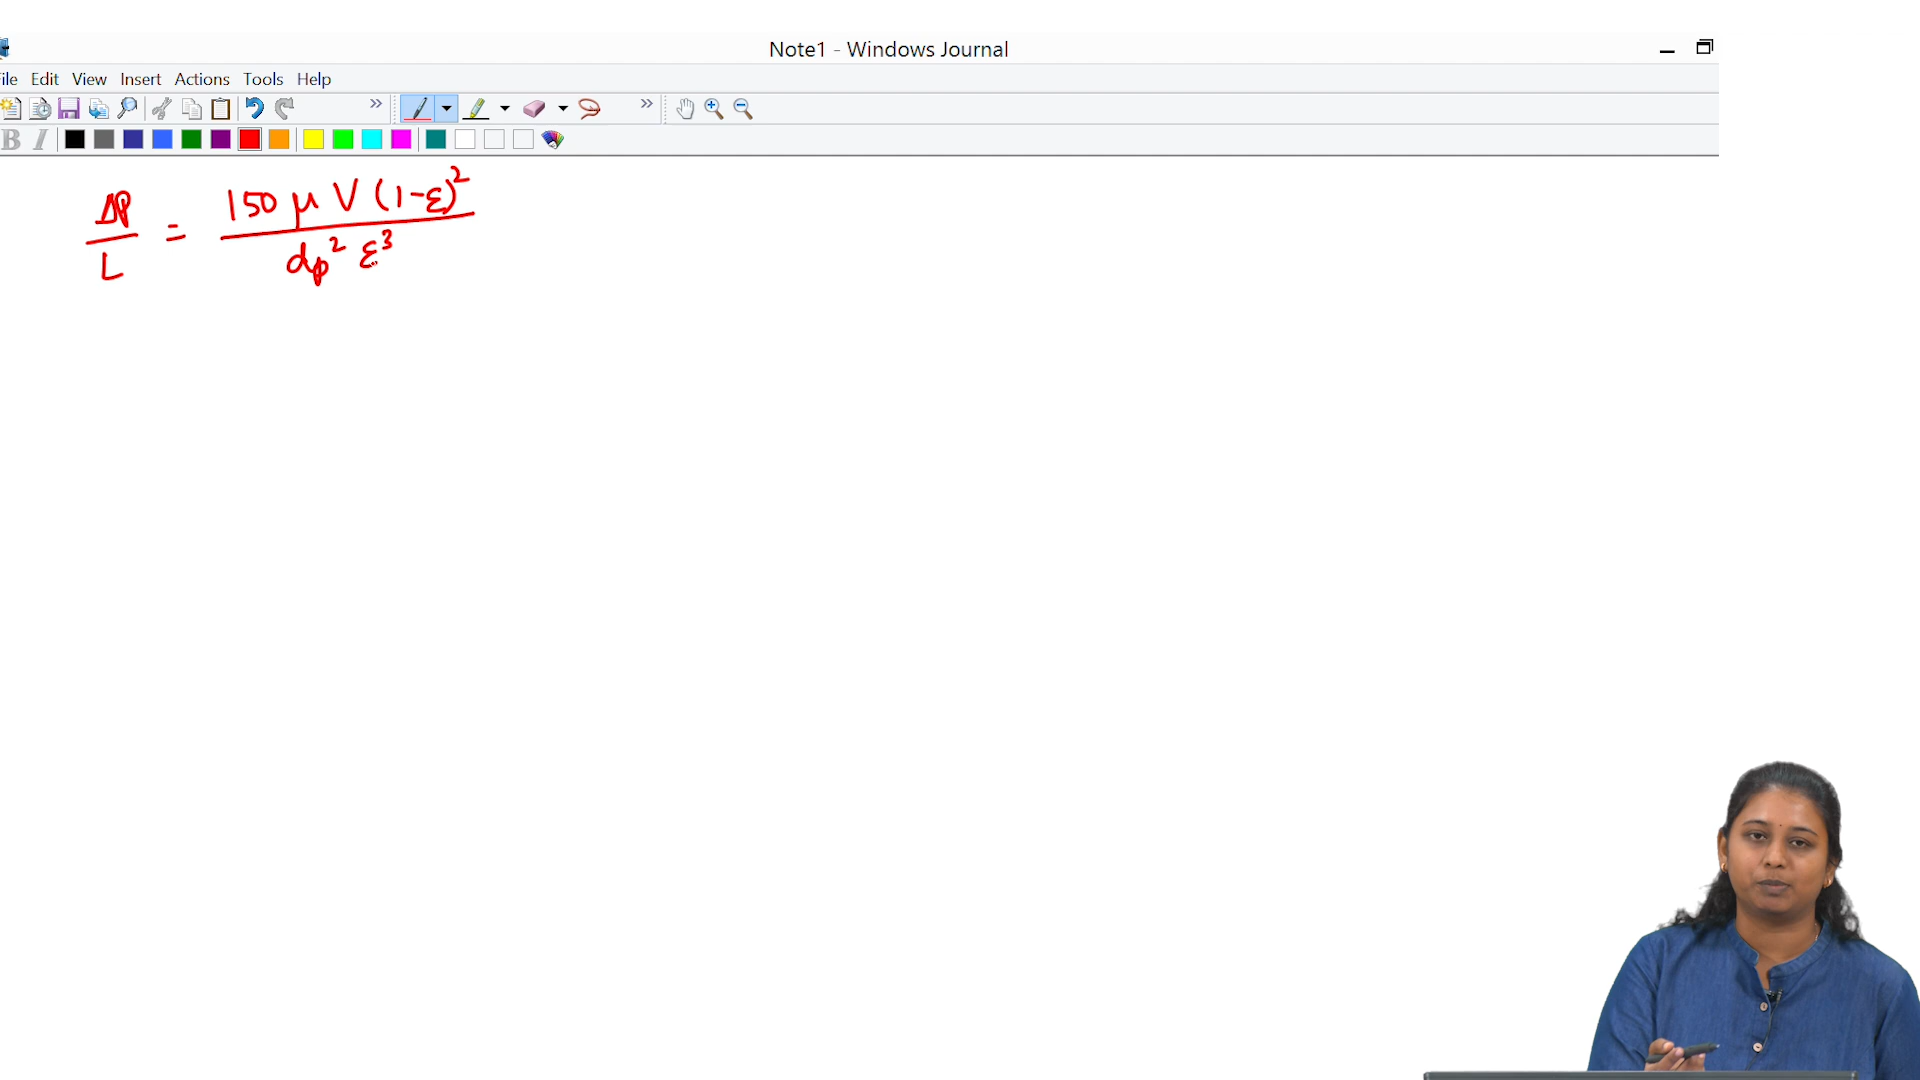 Note1 - Windows Journal
ile Edit View Insert Actions Tools Help
B I
ΔP/L = 150 μ V (1-ε)² / dp² ε³